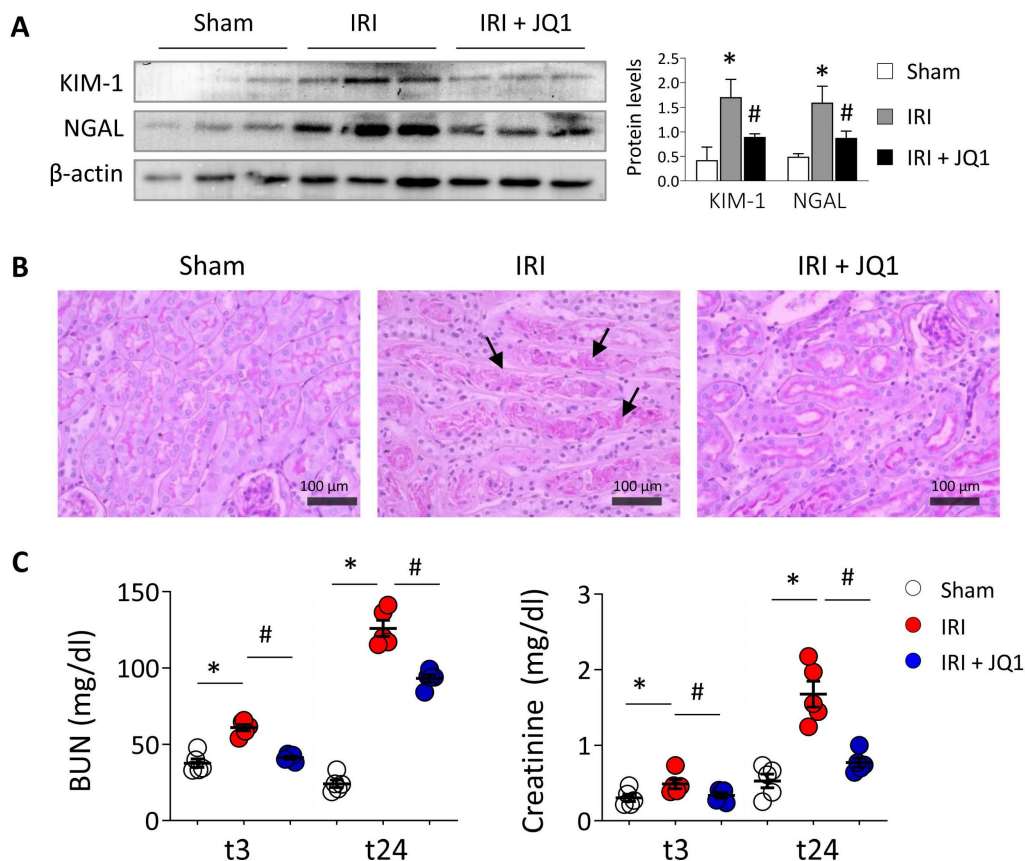 A
Sham IRI IRI + JQ1
KIM-1
NGAL
β-actin
Protein levels
2.5
2.0
1.5
1.0
0.5
0.0
* # * #
KIM-1 NGAL
Sham
IRI
IRI + JQ1
B
Sham IRI IRI + JQ1
100 µm 100 µm 100 µm
C
BUN (mg/dl)
150
100
50
0
* # * #
t3 t24
Creatinine (mg/dl)
3
2
1
0
* # * #
t3 t24
Sham
IRI
IRI + JQ1